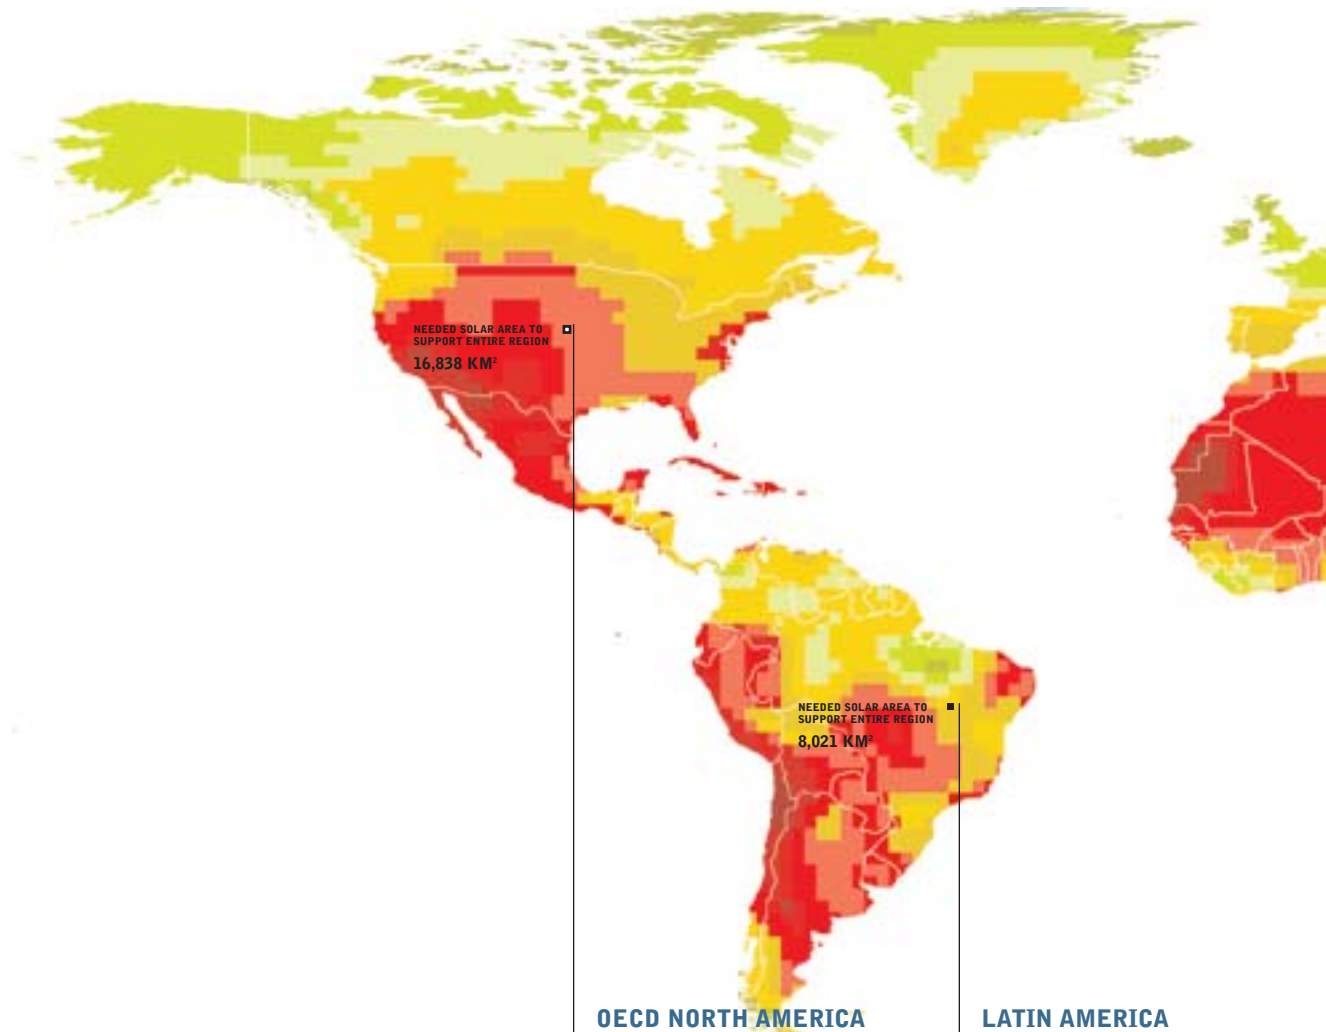 NEEDED SOLAR AREA TO
SUPPORT ENTIRE REGION
16,838 KM²
NEEDED SOLAR AREA TO
SUPPORT ENTIRE REGION
8,021 KM²
OECD NORTH AMERICA
LATIN AMERICA